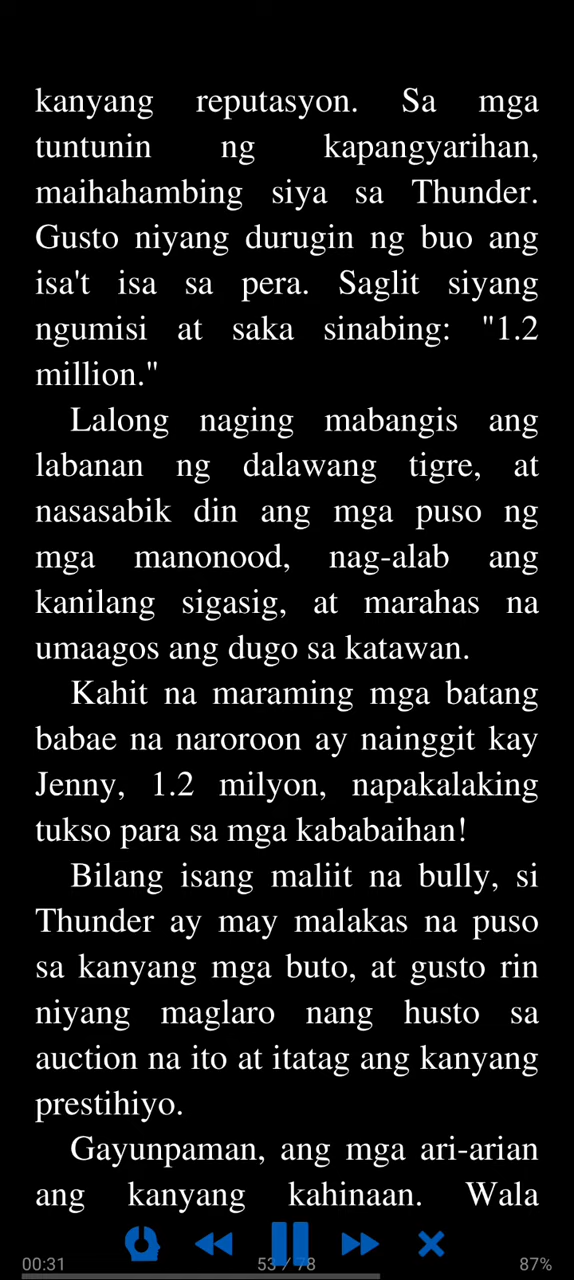 kanyang reputasyon. Sa mga
tuntunin ng kapangyarihan,
maihahambing siya sa Thunder.
Gusto niyang durugin ng buo ang
isa't isa sa pera. Saglit siyang
ngumisi at saka sinabing: "1.2
million."
Lalong naging mabangis ang
labanan ng dalawang tigre, at
nasasabik din ang mga puso ng
mga manonood, nag-alab ang
kanilang sigasig, at marahas na
umaagos ang dugo sa katawan.
Kahit na maraming mga batang
babae na naroroon ay nainggit kay
Jenny, 1.2 milyon, napakalaking
tukso para sa mga kababaihan!
Bilang isang maliit na bully, si
Thunder ay may malakas na puso
sa kanyang mga buto, at gusto rin
niyang maglaro nang husto sa
auction na ito at itatag ang kanyang
prestihiyo.
Gayunpaman, ang mga ari-arian
ang kanyang kahinaan. Wala
00:31 53 / 78 87%